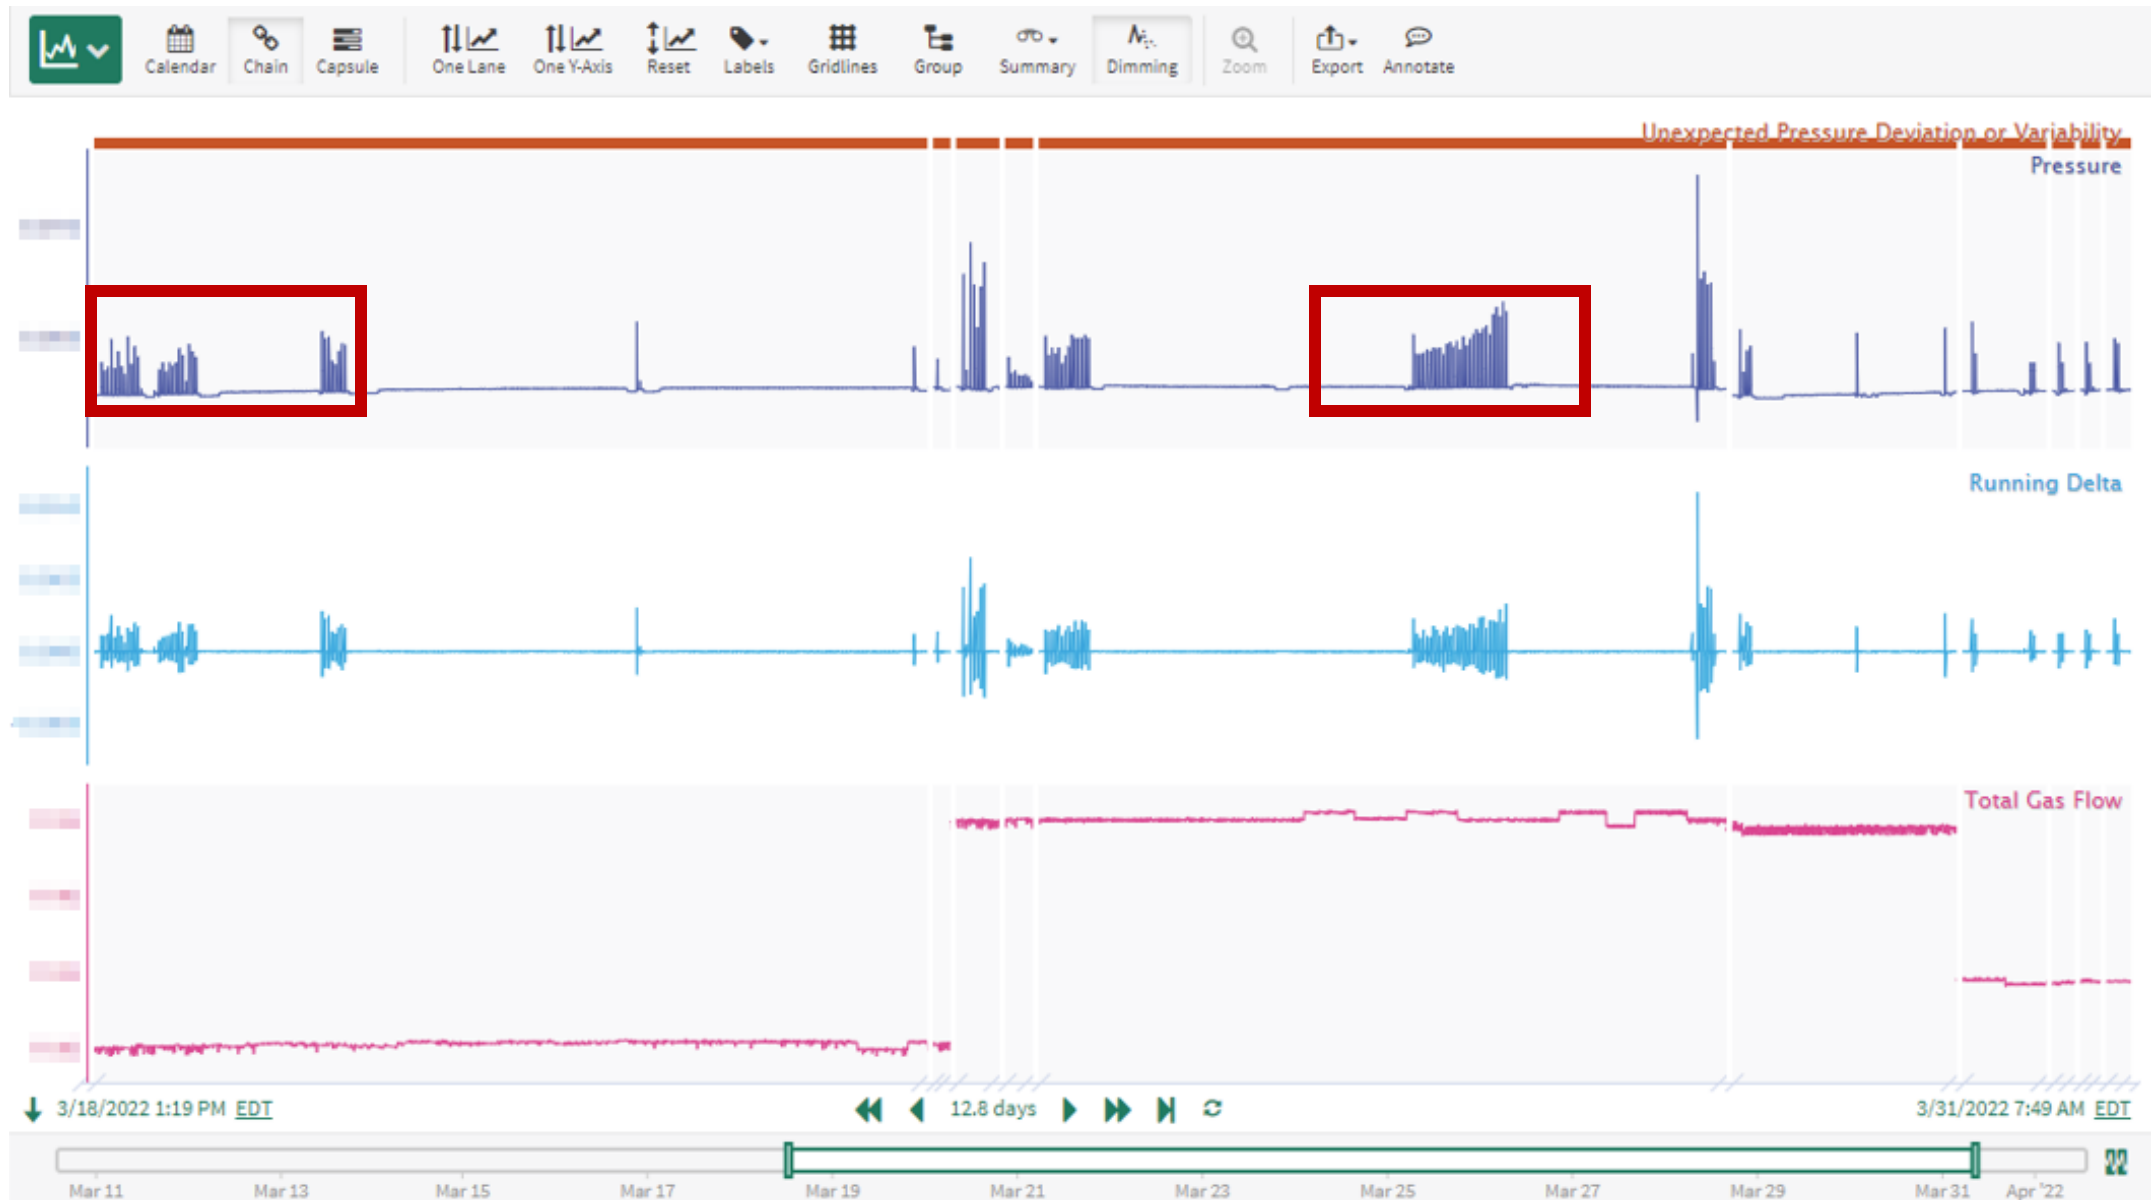 Calendar Chain Capsule One Lane One Y-Axis Reset Labels Gridlines Group Summary Dimming Zoom Export Annotate
Unexpected Pressure Deviation or Variability
Pressure
Running Delta
Total Gas Flow
3/18/2022 1:19 PM EDT 12.8 days 3/31/2022 7:49 AM EDT
Mar 11 Mar 13 Mar 15 Mar 17 Mar 19 Mar 21 Mar 23 Mar 25 Mar 27 Mar 29 Mar 31 Apr '22